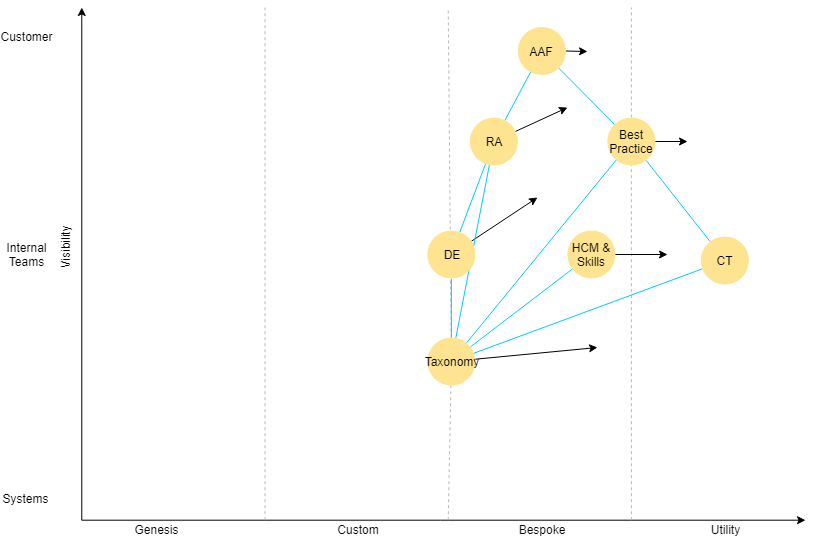 Customer
AAF
RA
Best
Practice
Visibility
Internal
Teams
DE
HCM &
Skills
CT
Taxonomy
Systems
Genesis
Custom
Bespoke
Utility